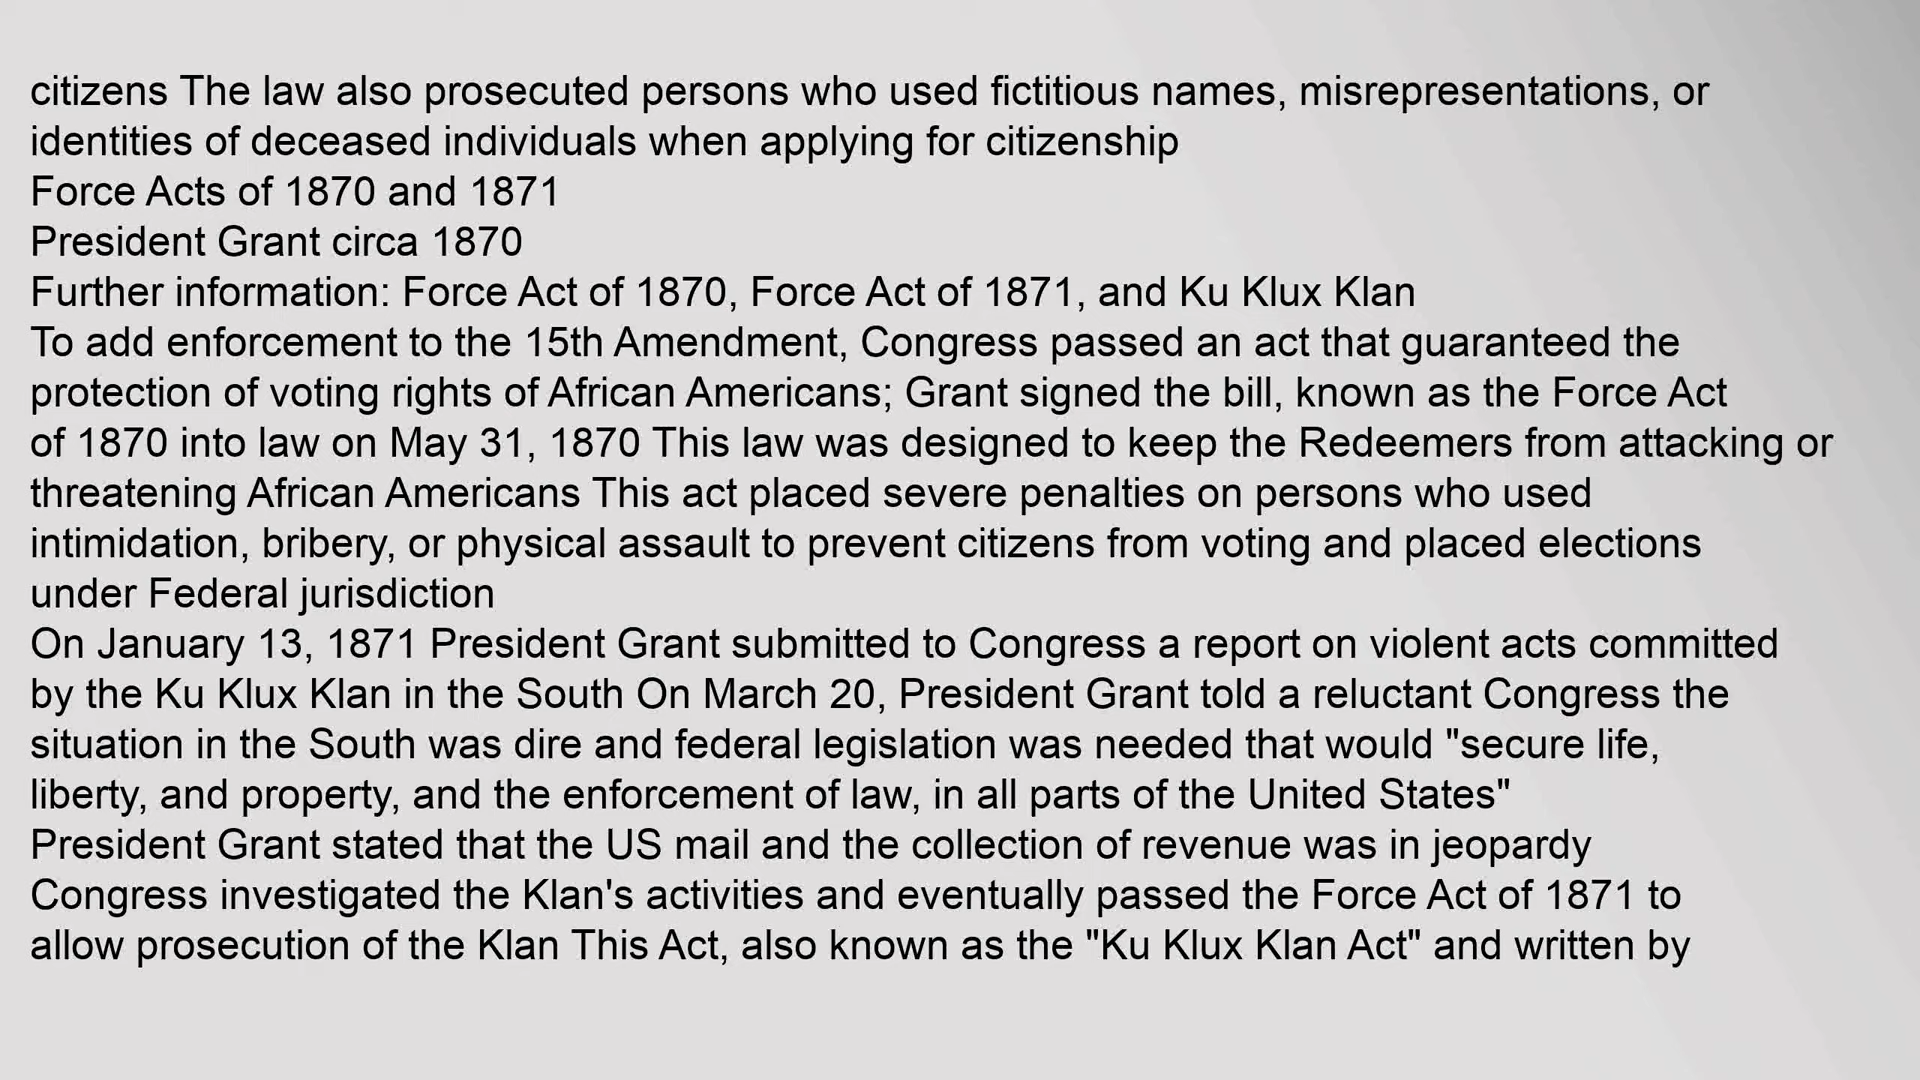 citizens The law also prosecuted persons who used fictitious names, misrepresentations, or
identities of deceased individuals when applying for citizenship
Force Acts of 1870 and 1871
President Grant circa 1870
Further information: Force Act of 1870, Force Act of 1871, and Ku Klux Klan
To add enforcement to the 15th Amendment, Congress passed an act that guaranteed the
protection of voting rights of African Americans; Grant signed the bill, known as the Force Act
of 1870 into law on May 31, 1870 This law was designed to keep the Redeemers from attacking or
threatening African Americans This act placed severe penalties on persons who used
intimidation, bribery, or physical assault to prevent citizens from voting and placed elections
under Federal jurisdiction
On January 13, 1871 President Grant submitted to Congress a report on violent acts committed
by the Ku Klux Klan in the South On March 20, President Grant told a reluctant Congress the
situation in the South was dire and federal legislation was needed that would "secure life,
liberty, and property, and the enforcement of law, in all parts of the United States"
President Grant stated that the US mail and the collection of revenue was in jeopardy
Congress investigated the Klan's activities and eventually passed the Force Act of 1871 to
allow prosecution of the Klan This Act, also known as the "Ku Klux Klan Act" and written by